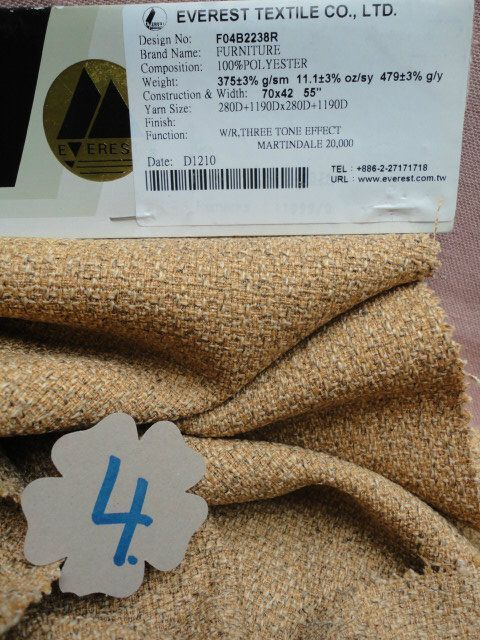 EVEREST TEXTILE CO., LTD.
Design No: F04B2238R
Brand Name: FURNITURE
Composition: 100%POLYESTER
Weight: 375±3% g/sm 11.1±3% oz/sy 479±3% g/y
Construction & Width: 70x42 55"
Yarn Size: 280D+1190Dx280D+1190D
Finish:
Function: W/R,THREE TONE EFFECT
MARTINDALE 20,000
Date: D1210
TEL : +886-2-27171718
URL : www.everest.com.tw
EVEREST
4.